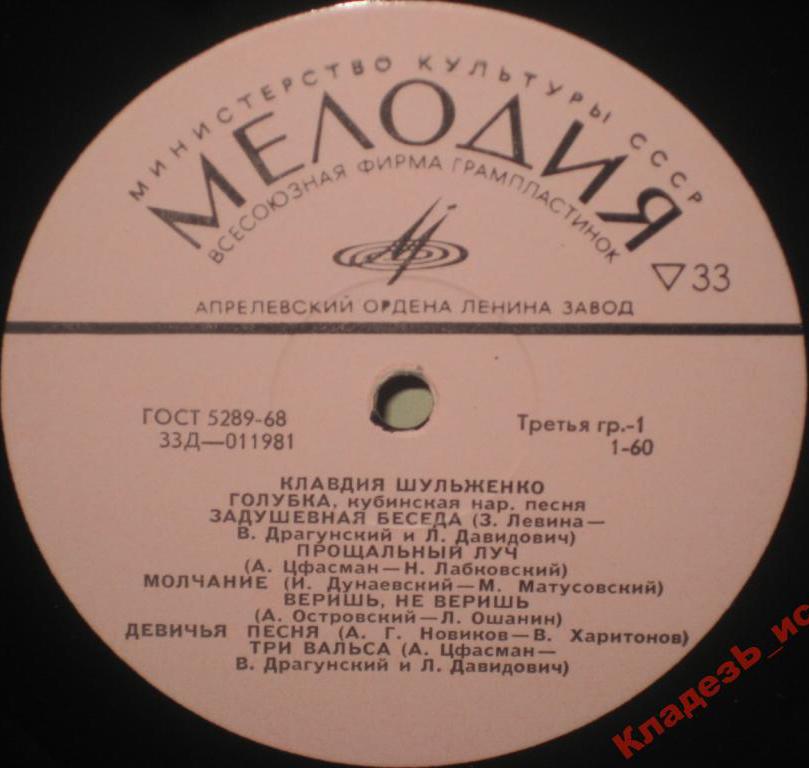 МИНИСТЕРСТВО КУЛЬТУРЫ СССР
МЕЛОДИЯ
ВСЕСОЮЗНАЯ ФИРМА ГРАМПЛАСТИНОК
33
АПРЕЛЕВСКИЙ ОРДЕНА ЛЕНИНА ЗАВОД
ГОСТ 5289-68 Третья гр.-1
33Д—011981 1-60
КЛАВДИЯ ШУЛЬЖЕНКО
ГОЛУБКА, кубинская нар. песня
ЗАДУШЕВНАЯ БЕСЕДА (З. Левина—
В. Драгунский и Л. Давидович)
ПРОЩАЛЬНЫЙ ЛУЧ
(А. Цфасман—Н. Лабковский)
МОЛЧАНИЕ (И. Дунаевский—М. Матусовский)
ВЕРИШЬ, НЕ ВЕРИШЬ
(А. Островский—Л. Ошанин)
ДЕВИЧЬЯ ПЕСНЯ (А. Г. Новиков—В. Харитонов)
ТРИ ВАЛЬСА (А. Цфасман—
В. Драгунский и Л. Давидович)
КладезЬ_ис